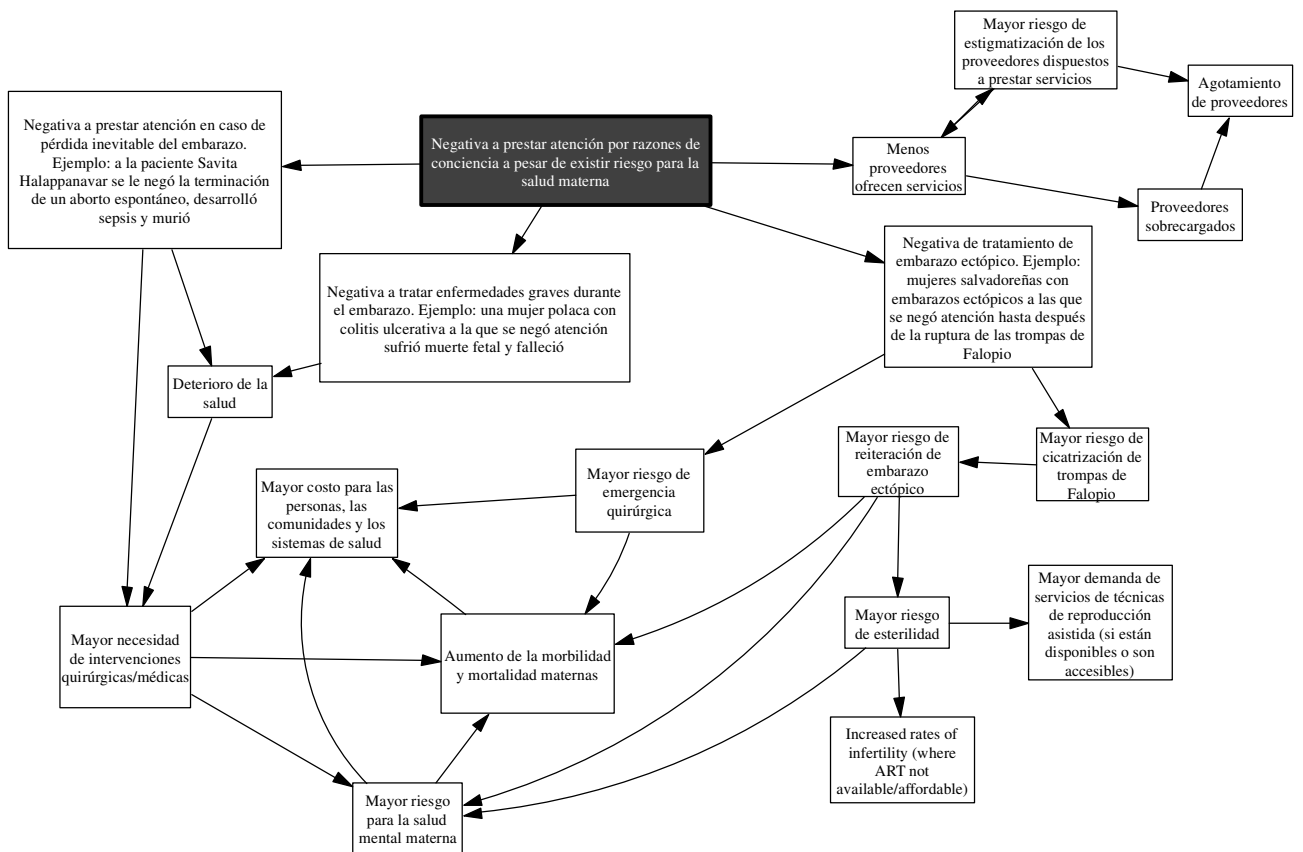 Mayor riesgo de
estigmatización de los
proveedores dispuestos
a prestar servicios
Agotamiento
de proveedores
Negativa a prestar atención en caso de
pérdida inevitable del embarazo.
Ejemplo: a la paciente Savita
Halappanavar se le negó la terminación
de un aborto espontáneo, desarrolló
sepsis y murió
Negativa a prestar atención por razones de
conciencia a pesar de existir riesgo para la
salud materna
Menos
proveedores
ofrecen servicios
Proveedores
sobrecargados
Negativa de tratamiento de
embarazo ectópico. Ejemplo:
mujeres salvadoreñas con
embarazos ectópicos a las que
se negó atención hasta después
de la ruptura de las trompas de
Falopio
Negativa a tratar enfermedades graves durante
el embarazo. Ejemplo: una mujer polaca con
colitis ulcerativa a la que se negó atención
sufrió muerte fetal y falleció
Deterioro de la
salud
Mayor riesgo de
reiteración de
embarazo
ectópico
Mayor riesgo de
cicatrización de
trompas de
Falopio
Mayor costo para las
personas, las
comunidades y los
sistemas de salud
Mayor riesgo de
emergencia
quirúrgica
Mayor demanda de
servicios de técnicas
de reproducción
asistida (si están
disponibles o son
accesibles)
Mayor riesgo
de esterilidad
Mayor necesidad
de intervenciones
quirúrgicas/médicas
Aumento de la morbilidad
y mortalidad maternas
Increased rates of
infertility (where
ART not
available/affordable)
Mayor riesgo
para la salud
mental materna